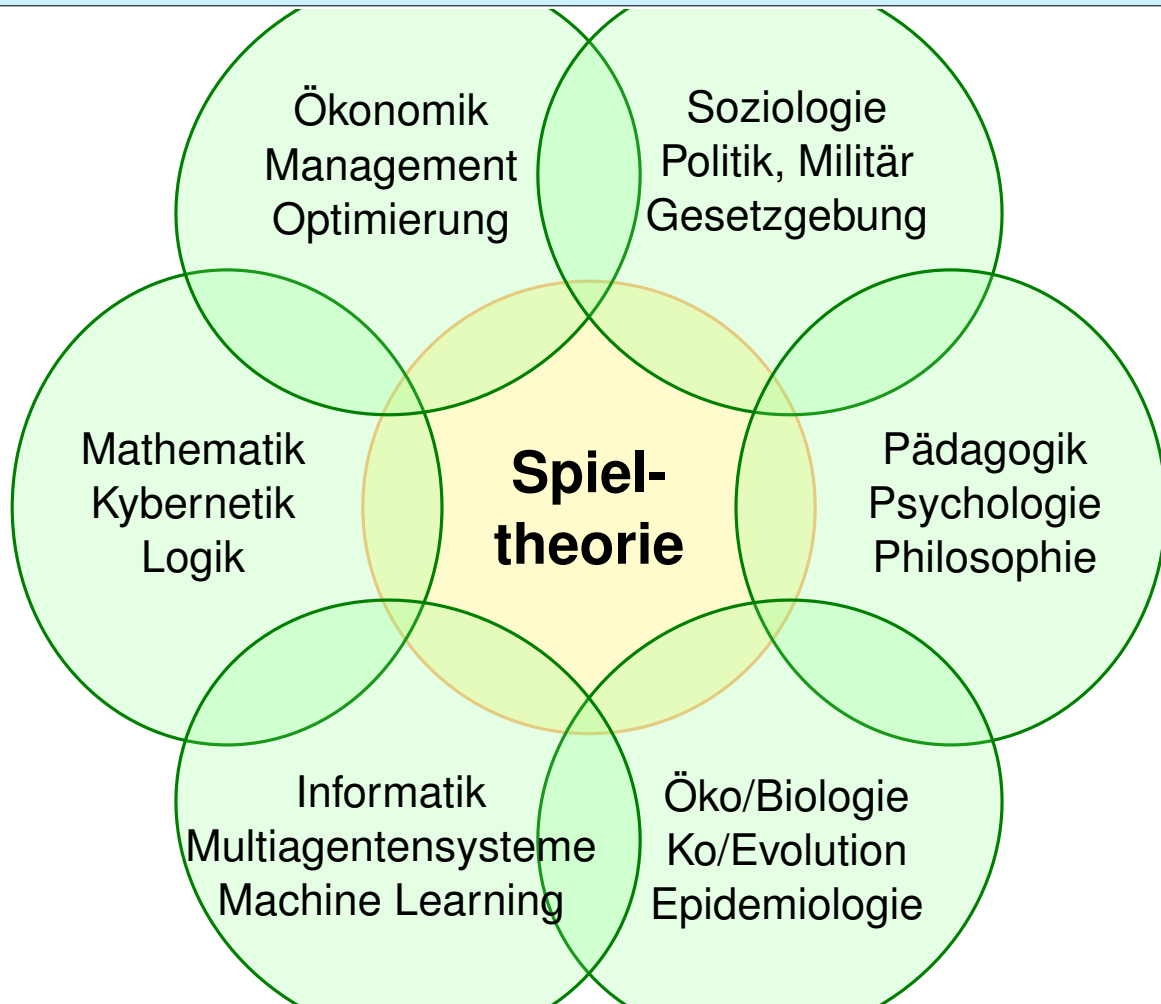 Ökonomik
Management
Optimierung
Soziologie
Politik, Militär
Gesetzgebung
Mathematik
Kybernetik
Logik
Spiel-
theorie
Pädagogik
Psychologie
Philosophie
Informatik
Multiagentensysteme
Machine Learning
Öko/Biologie
Ko/Evolution
Epidemiologie